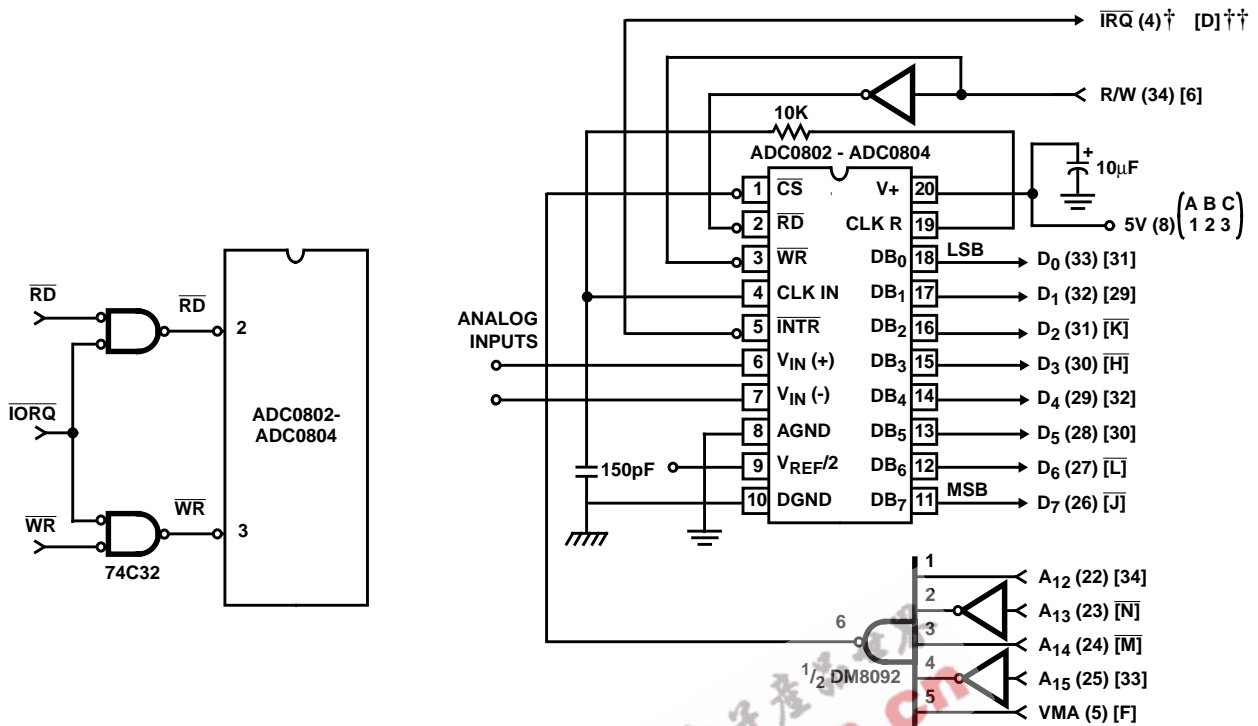 IRQ (4)† [D]††
R/W (34) [6]
10K
ADC0802 - ADC0804
10µF
5V (8) (A B C
1 2 3)
1 CS
2 RD
3 WR
4 CLK IN
5 INTR
6 VIN (+)
7 VIN (-)
8 AGND
9 VREF/2
10 DGND
V+ 20
CLK R 19
DB0 18 LSB
DB1 17
DB2 16
DB3 15
DB4 14
DB5 13
DB6 12
DB7 11 MSB
D0 (33) [31]
D1 (32) [29]
D2 (31) [K]
D3 (30) [H]
D4 (29) [32]
D5 (28) [30]
D6 (27) [L]
D7 (26) [J]
ANALOG
INPUTS
150pF
RD
RD
2
IORQ
ADC0802-
ADC0804
WR
WR
3
74C32
1
A12 (22) [34]
2
A13 (23) [N]
3
A14 (24) [M]
4
A15 (25) [33]
5
VMA (5) [F]
6
1/2 DM8092
.cn